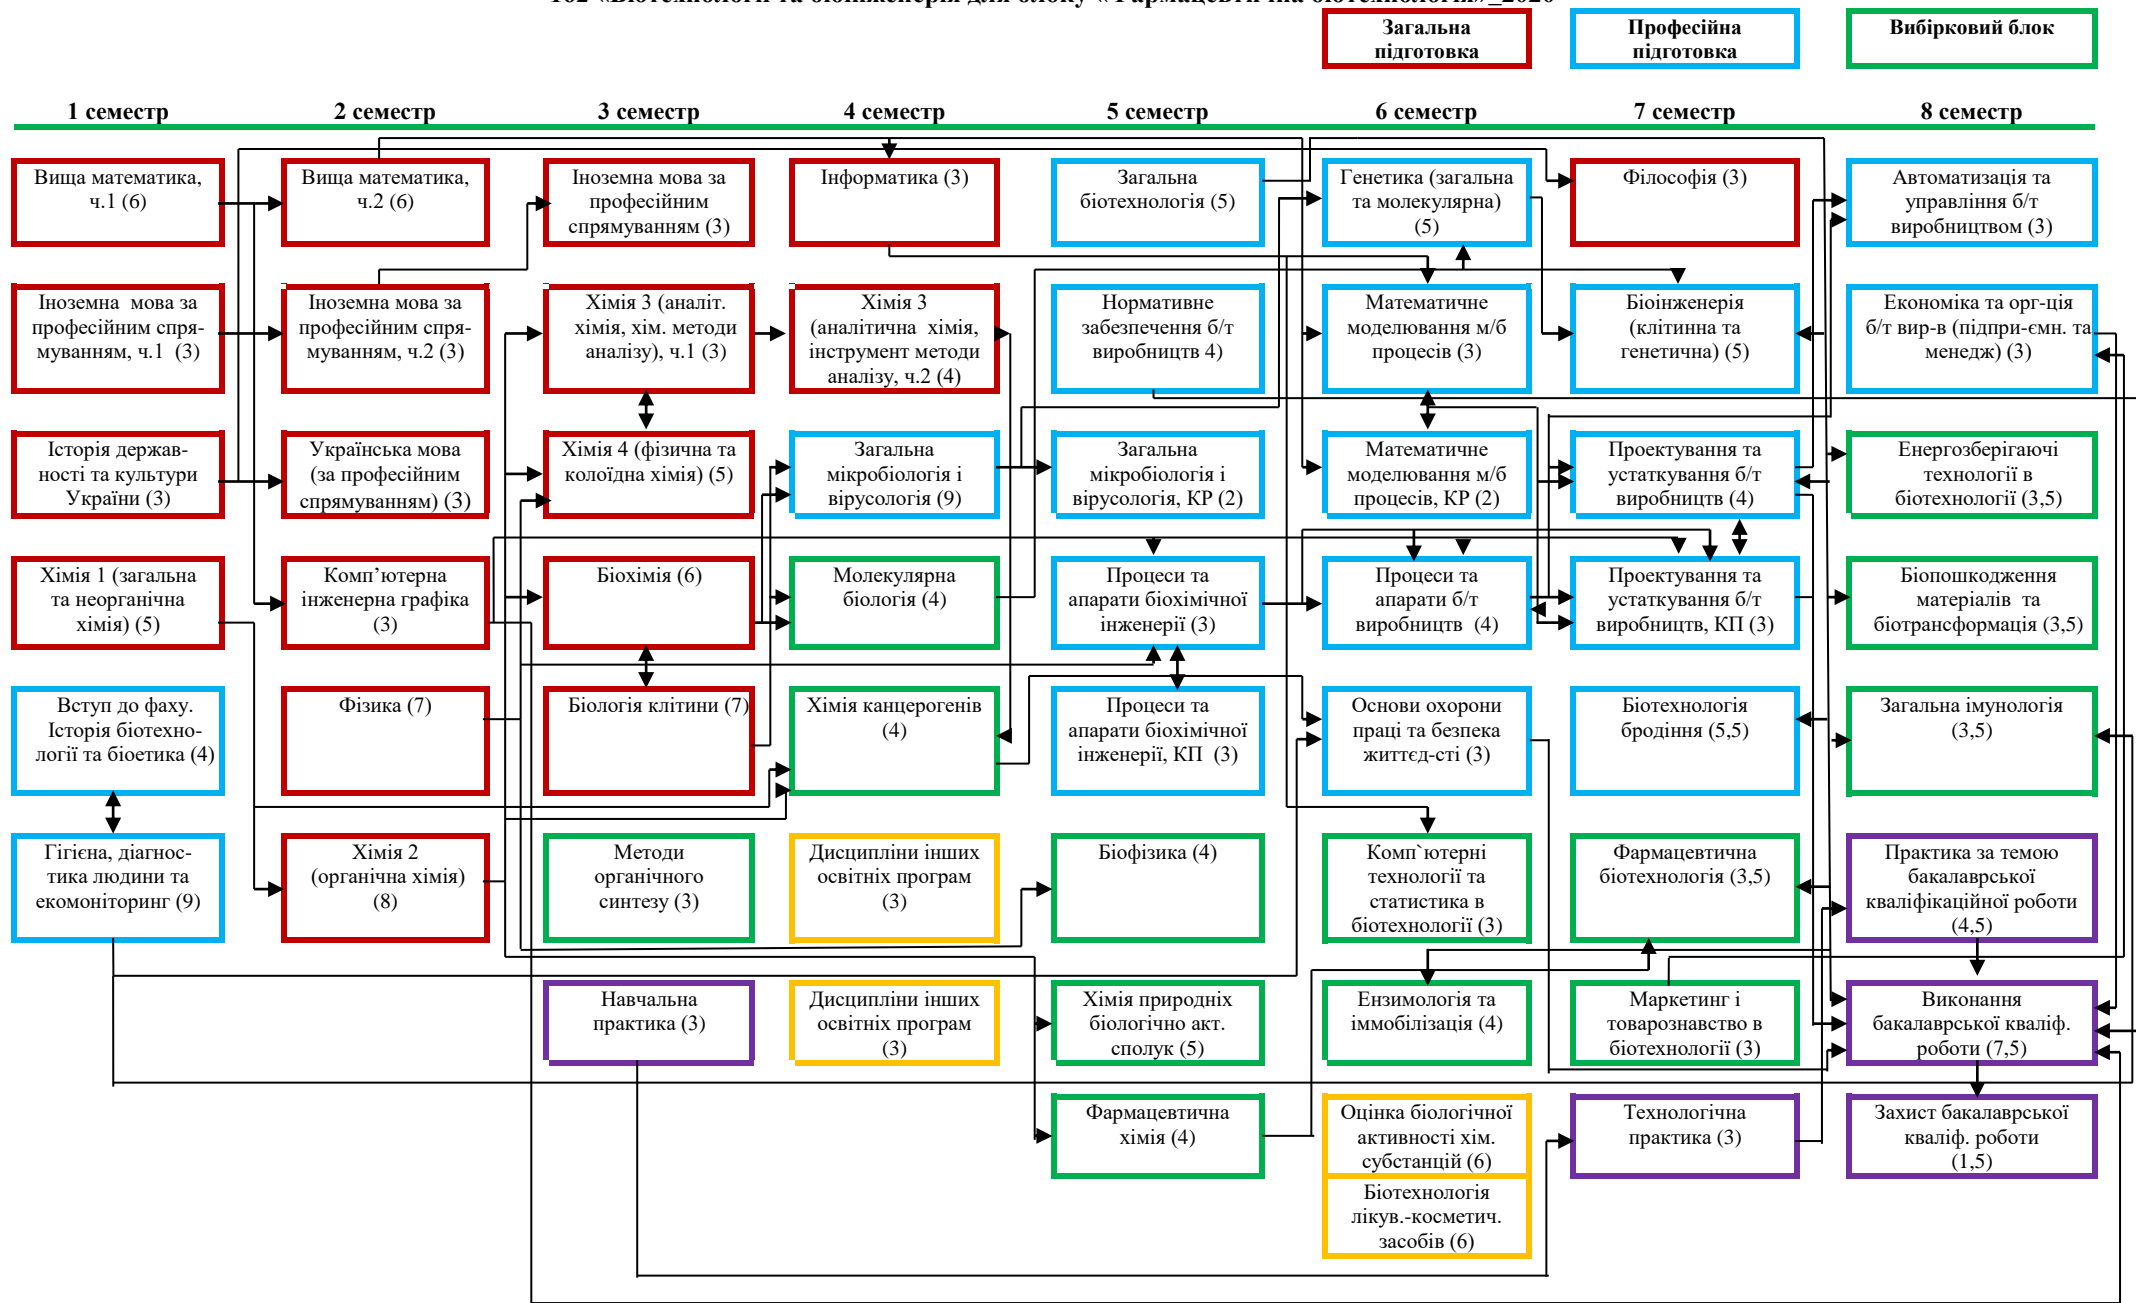 162 «Біотехнології та біоінженерія для блоку « Фармацевтична біотехнологія»_2020
Загальна
підготовка
Професійна
підготовка
Вибірковий блок
1 семестр
2 семестр
3 семестр
4 семестр
5 семестр
6 семестр
7 семестр
8 семестр
Вища математика,
ч.1 (6)
Вища математика,
ч.2 (6)
Іноземна мова за
професійним
спрямуванням (3)
Інформатика (3)
Загальна
біотехнологія (5)
Генетика (загальна
та молекулярна)
(5)
Філософія (3)
Автоматизація та
управління б/т
виробництвом (3)
Іноземна мова за
професійним спря-
муванням, ч.1 (3)
Іноземна мова за
професійним спря-
муванням, ч.2 (3)
Хімія 3 (аналіт.
хімія, хім. методи
аналізу), ч.1 (3)
Хімія 3
(аналітична хімія,
інструмент методи
аналізу, ч.2 (4)
Нормативне
забезпечення б/т
виробництв 4)
Математичне
моделювання м/б
процесів (3)
Біоінженерія
(клітинна та
генетична) (5)
Економіка та орг-ція
б/т вир-в (підпри-ємн. та
менедж) (3)
Історія держав-
ності та культури
України (3)
Українська мова
(за професійним
спрямуванням) (3)
Хімія 4 (фізична та
колоїдна хімія) (5)
Загальна
мікробіологія і
вірусологія (9)
Загальна
мікробіологія і
вірусологія, КР (2)
Математичне
моделювання м/б
процесів, КР (2)
Проектування та
устаткування б/т
виробництв (4)
Енергозберігаючі
технології в
біотехнології (3,5)
Хімія 1 (загальна
та неорганічна
хімія) (5)
Комп’ютерна
інженерна графіка
(3)
Біохімія (6)
Молекулярна
біологія (4)
Процеси та
апарати біохімічної
інженерії (3)
Процеси та
апарати б/т
виробництв (4)
Проектування та
устаткування б/т
виробництв, КП (3)
Біопошкодження
матеріалів та
біотрансформація (3,5)
Вступ до фаху.
Історія біотехно-
логії та біоетика (4)
Фізика (7)
Біологія клітини (7)
Хімія канцерогенів
(4)
Процеси та
апарати біохімічної
інженерії, КП (3)
Основи охорони
праці та безпека
життєд-сті (3)
Біотехнологія
бродіння (5,5)
Загальна імунологія
(3,5)
Гігієна, діагнос-
тика людини та
екомоніторинг (9)
Хімія 2
(органічна хімія)
(8)
Методи
органічного
синтезу (3)
Дисципліни інших
освітніх програм
(3)
Біофізика (4)
Комп`ютерні
технології та
статистика в
біотехнології (3)
Фармацевтична
біотехнологія (3,5)
Практика за темою
бакалаврської
кваліфікаційної роботи
(4,5)
Навчальна
практика (3)
Дисципліни інших
освітніх програм
(3)
Хімія природніх
біологічно акт.
сполук (5)
Ензимологія та
іммобілізація (4)
Маркетинг і
товарознавство в
біотехнології (3)
Виконання
бакалаврської кваліф.
роботи (7,5)
Фармацевтична
хімія (4)
Оцінка біологічної
активності хім.
субстанцій (6)
Технологічна
практика (3)
Захист бакалаврської
кваліф. роботи
(1,5)
Біотехнологія
лікув.-косметич.
засобів (6)